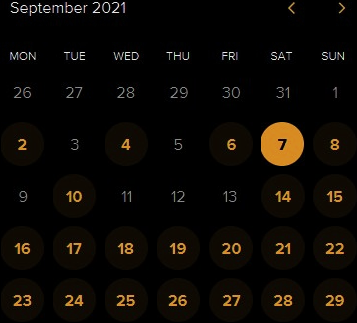 September 2021
MON TUE WED THU FRI SAT SUN
26 27 28 29 30 31 1
2 3 4 5 6 7 8
9 10 11 12 13 14 15
16 17 18 19 20 21 22
23 24 25 26 27 28 29